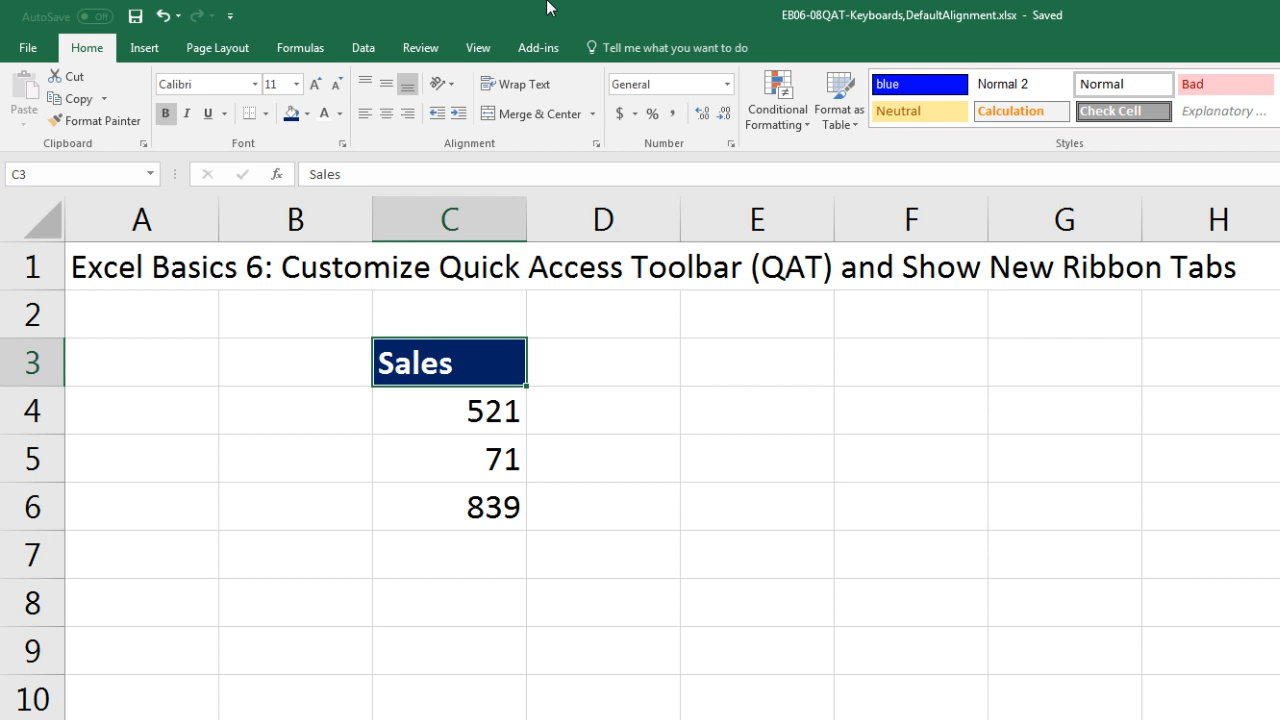 AutoSave Off EB06-08QAT-Keyboards,DefaultAlignment.xlsx - Saved
File Home Insert Page Layout Formulas Data Review View Add-ins Tell me what you want to do
Paste Cut Copy Format Painter
Calibri 11
B I U A
Wrap Text
Merge & Center
General
$ % ,
Conditional Formatting
Format as Table
blue Normal 2 Normal Bad
Neutral Calculation Check Cell Explanatory ...
Clipboard Font Alignment Number Styles
C3 fx Sales
A B C D E F G H
1 Excel Basics 6: Customize Quick Access Toolbar (QAT) and Show New Ribbon Tabs
2
3 Sales
4 521
5 71
6 839
7
8
9
10